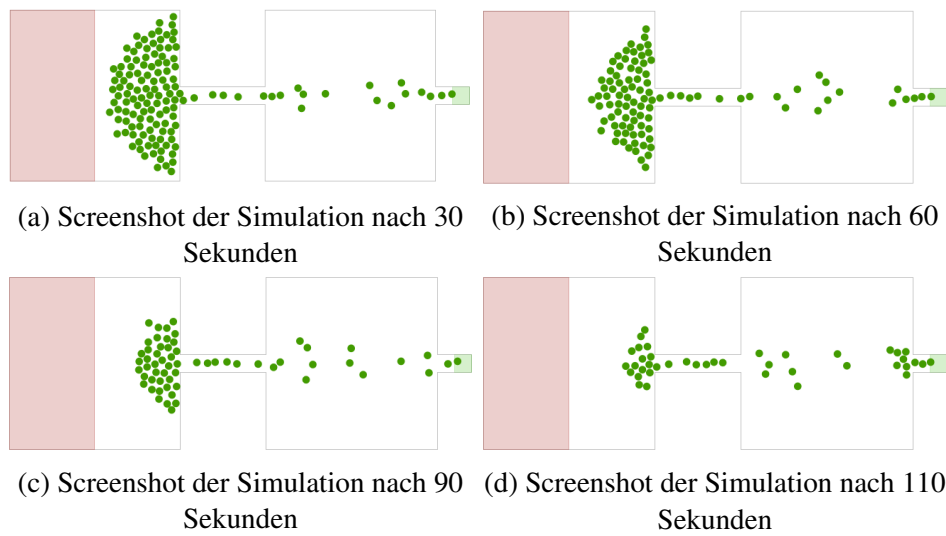 (a) Screenshot der Simulation nach 30
Sekunden
(b) Screenshot der Simulation nach 60
Sekunden
(c) Screenshot der Simulation nach 90
Sekunden
(d) Screenshot der Simulation nach 110
Sekunden